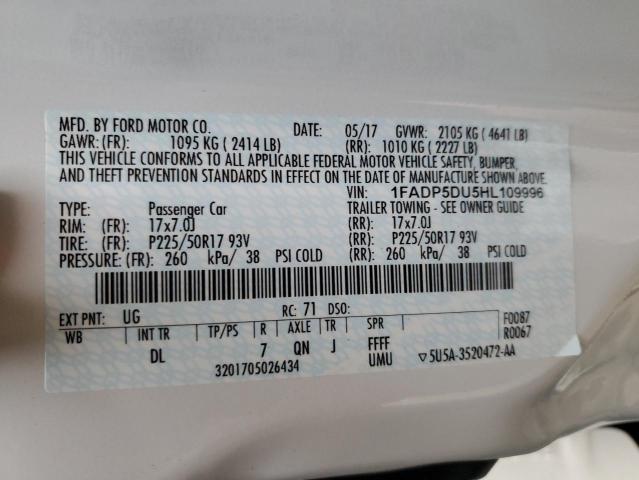 MFD. BY FORD MOTOR CO. DATE: 05/17 GVWR: 2105 KG ( 4641 LB)
GAWR: (FR): 1095 KG ( 2414 LB) (RR): 1010 KG ( 2227 LB)
THIS VEHICLE CONFORMS TO ALL APPLICABLE FEDERAL MOTOR VEHICLE SAFETY, BUMPER,
AND THEFT PREVENTION STANDARDS IN EFFECT ON THE DATE OF MANUFACTURE SHOWN ABOVE.
VIN: 1FADP5DU5HL109996
TYPE: Passenger Car TRAILER TOWING - SEE OWNER GUIDE
RIM: (FR): 17x7.0J (RR): 17x7.0J
TIRE: (FR): P225/50R17 93V (RR): P225/50R17 93V
PRESSURE: (FR): 260 kPa/ 38 PSI COLD (RR): 260 kPa/ 38 PSI COLD
EXT PNT: UG RC: 71 DSO: F0087
WB INT TR TP/PS R AXLE TR SPR R0067
DL 7 QN J FFFF
3201705026434 UMU ▽5U5A-3520472-AA